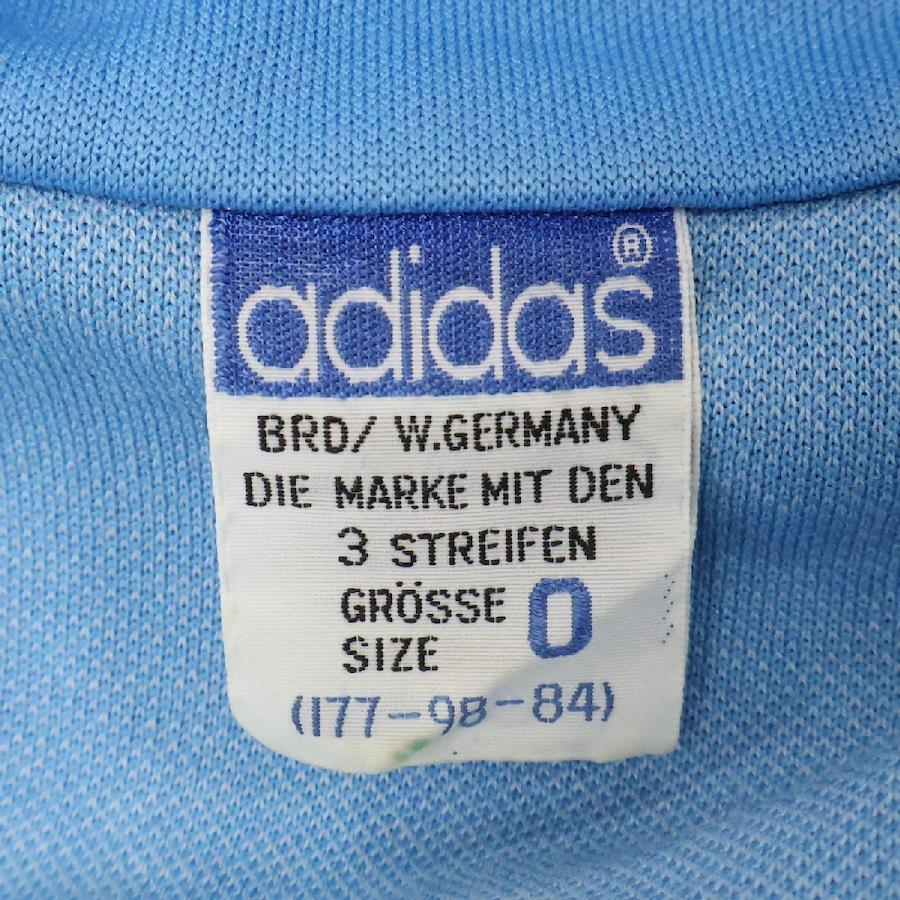 adidas®
BRD/ W.GERMANY
DIE MARKE MIT DEN
3 STREIFEN
GRÖSSE 0
SIZE
(177-98-84)